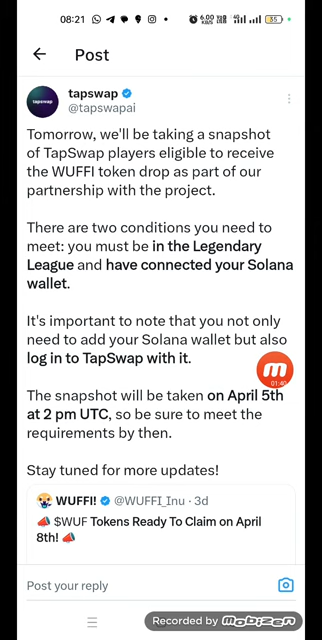 08:21
6.00
35
Post
tapswap
tapswap
@tapswapai
Tomorrow, we'll be taking a snapshot
of TapSwap players eligible to receive
the WUFFI token drop as part of our
partnership with the project.
There are two conditions you need to
meet: you must be in the Legendary
League and have connected your Solana
wallet.
It's important to note that you not only
need to add your Solana wallet but also
log in to TapSwap with it.
01:40
The snapshot will be taken on April 5th
at 2 pm UTC, so be sure to meet the
requirements by then.
Stay tuned for more updates!
WUFFI! @WUFFI_Inu · 3d
📣 $WUF Tokens Ready To Claim on April
8th! 📣
Post your reply
Recorded by mobizen